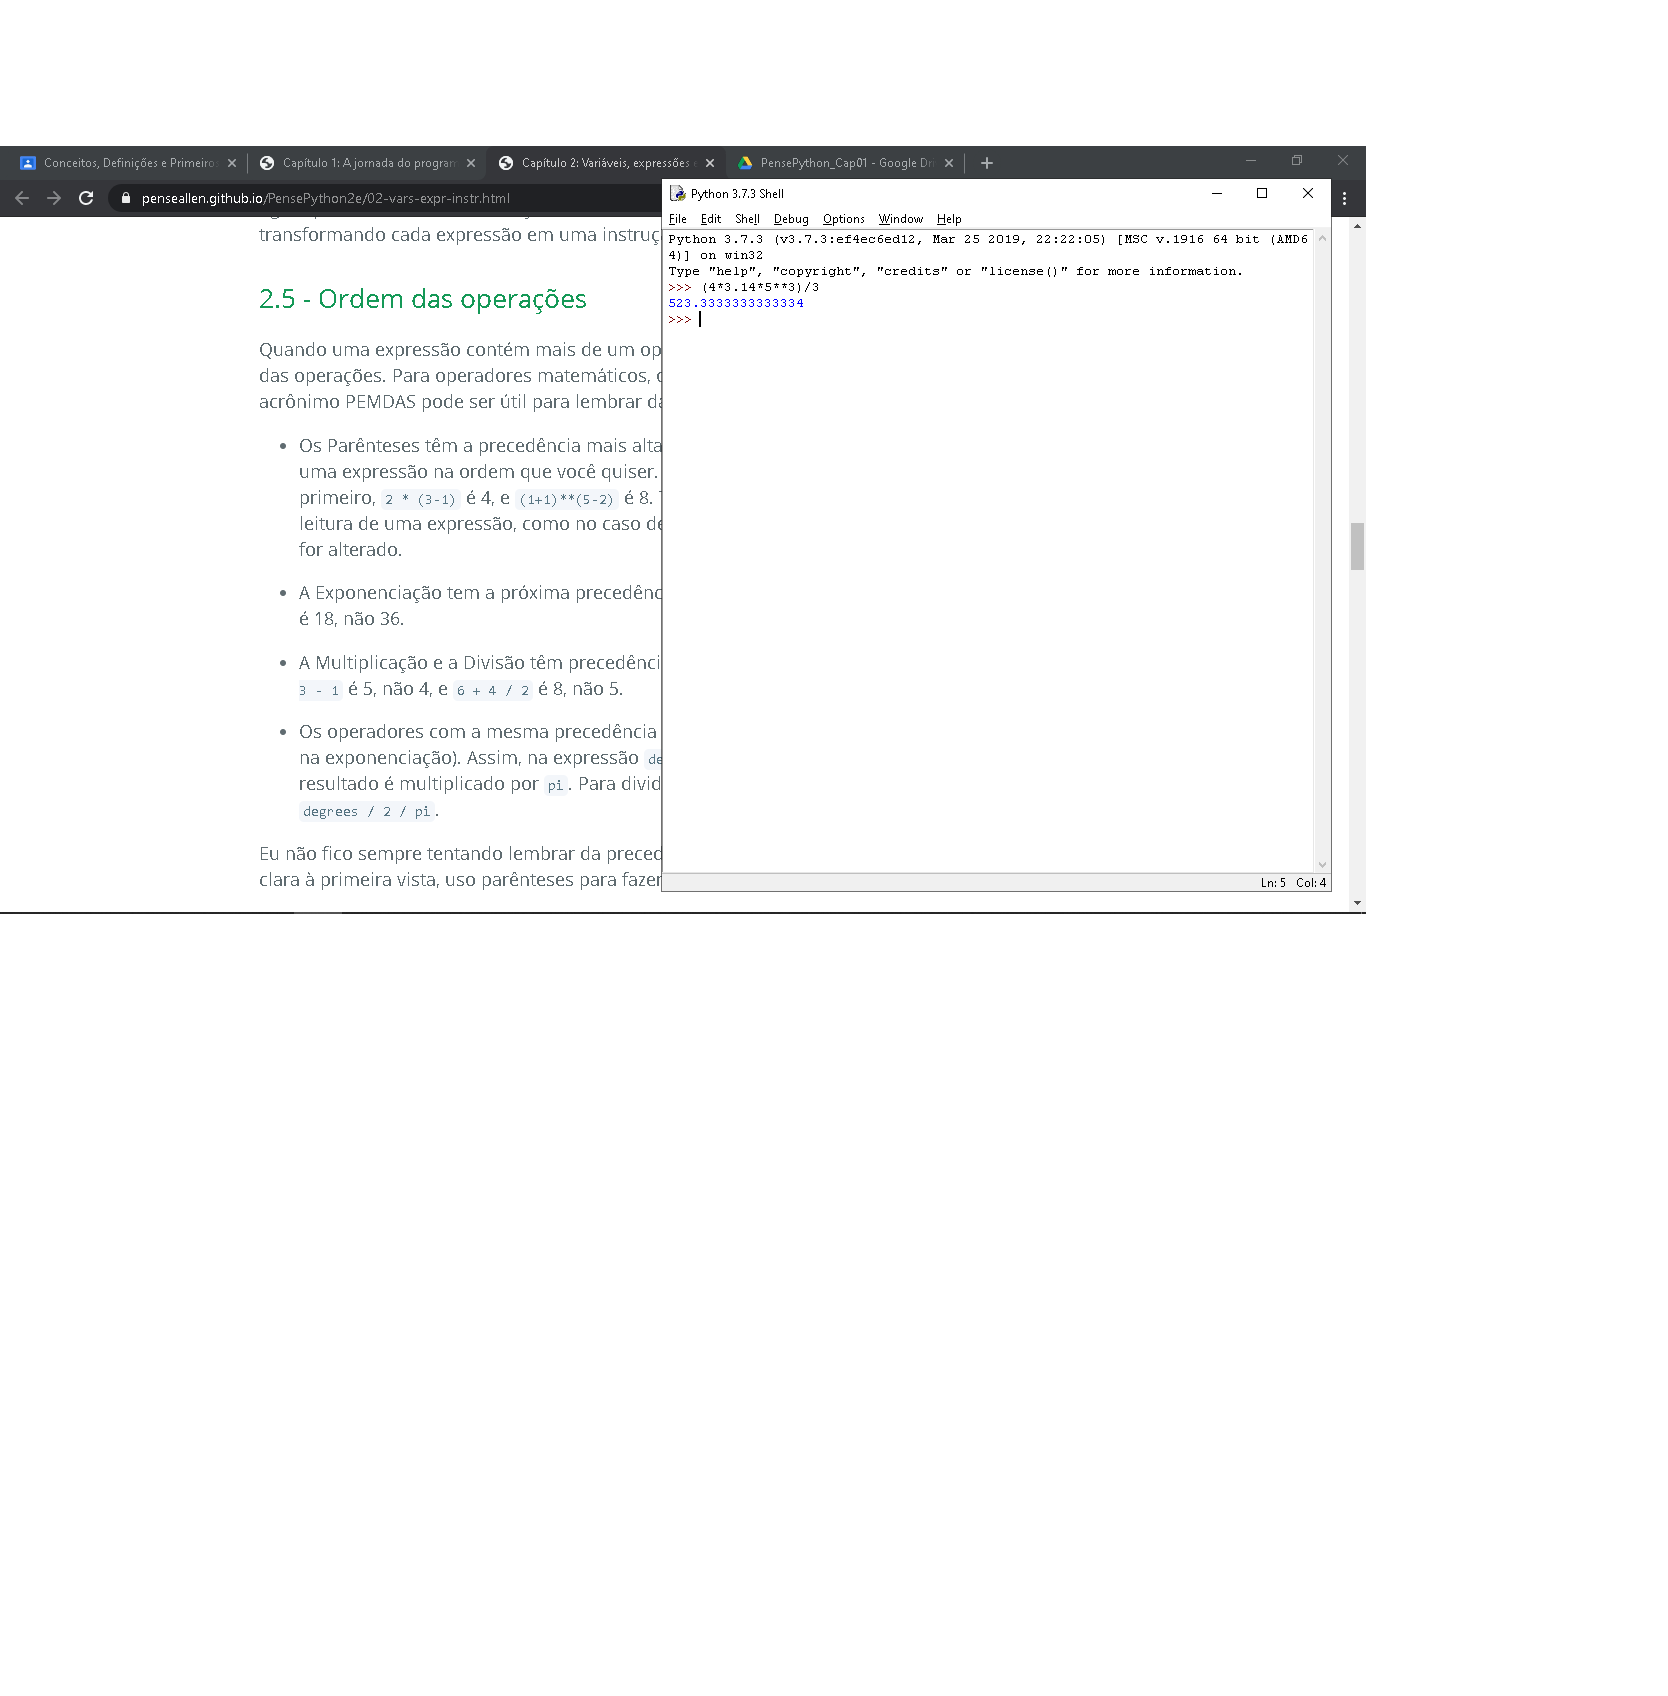 Conceitos, Definições e Primeiros
Capítulo 1: A jornada do program
Capítulo 2: Variáveis, expressões e
PensePython_Cap01 - Google Dri
penseallen.github.io/PensePython2e/02-vars-expr-instr.html
transformando cada expressão em uma instruç
2.5 - Ordem das operações
Quando uma expressão contém mais de um op
das operações. Para operadores matemáticos, o
acrônimo PEMDAS pode ser útil para lembrar da
Os Parênteses têm a precedência mais alta
uma expressão na ordem que você quiser.
primeiro, 2 * (3-1) é 4, e (1+1)**(5-2) é 8.
leitura de uma expressão, como no caso de
for alterado.
A Exponenciação tem a próxima precedênc
é 18, não 36.
A Multiplicação e a Divisão têm precedênci
3 - 1 é 5, não 4, e 6 + 4 / 2 é 8, não 5.
Os operadores com a mesma precedência
na exponenciação). Assim, na expressão de
resultado é multiplicado por pi. Para divid
degrees / 2 / pi.
Eu não fico sempre tentando lembrar da preced
clara à primeira vista, uso parênteses para fazer
Python 3.7.3 Shell
File Edit Shell Debug Options Window Help
Python 3.7.3 (v3.7.3:ef4ec6ed12, Mar 25 2019, 22:22:05) [MSC v.1916 64 bit (AMD6
4)] on win32
Type "help", "copyright", "credits" or "license()" for more information.
>>> (4*3.14*5**3)/3
523.3333333333334
>>>
Ln: 5 Col: 4